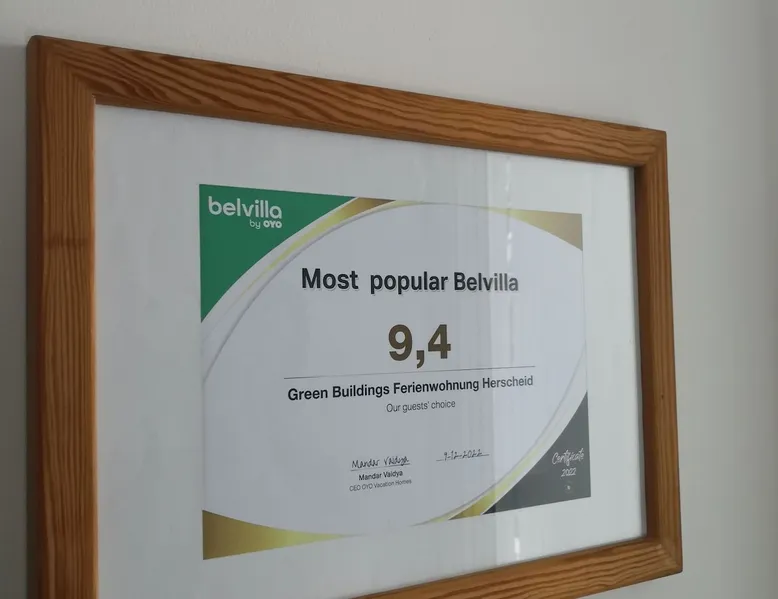 belvilla
by OYO
Most popular Belvilla
9,4
Green Buildings Ferienwohnung Herscheid
Our guests' choice
Mandar Vaidya
9-12-2022
Mandar Vaidya
CEO OYO Vacation Homes
Certificate
2022